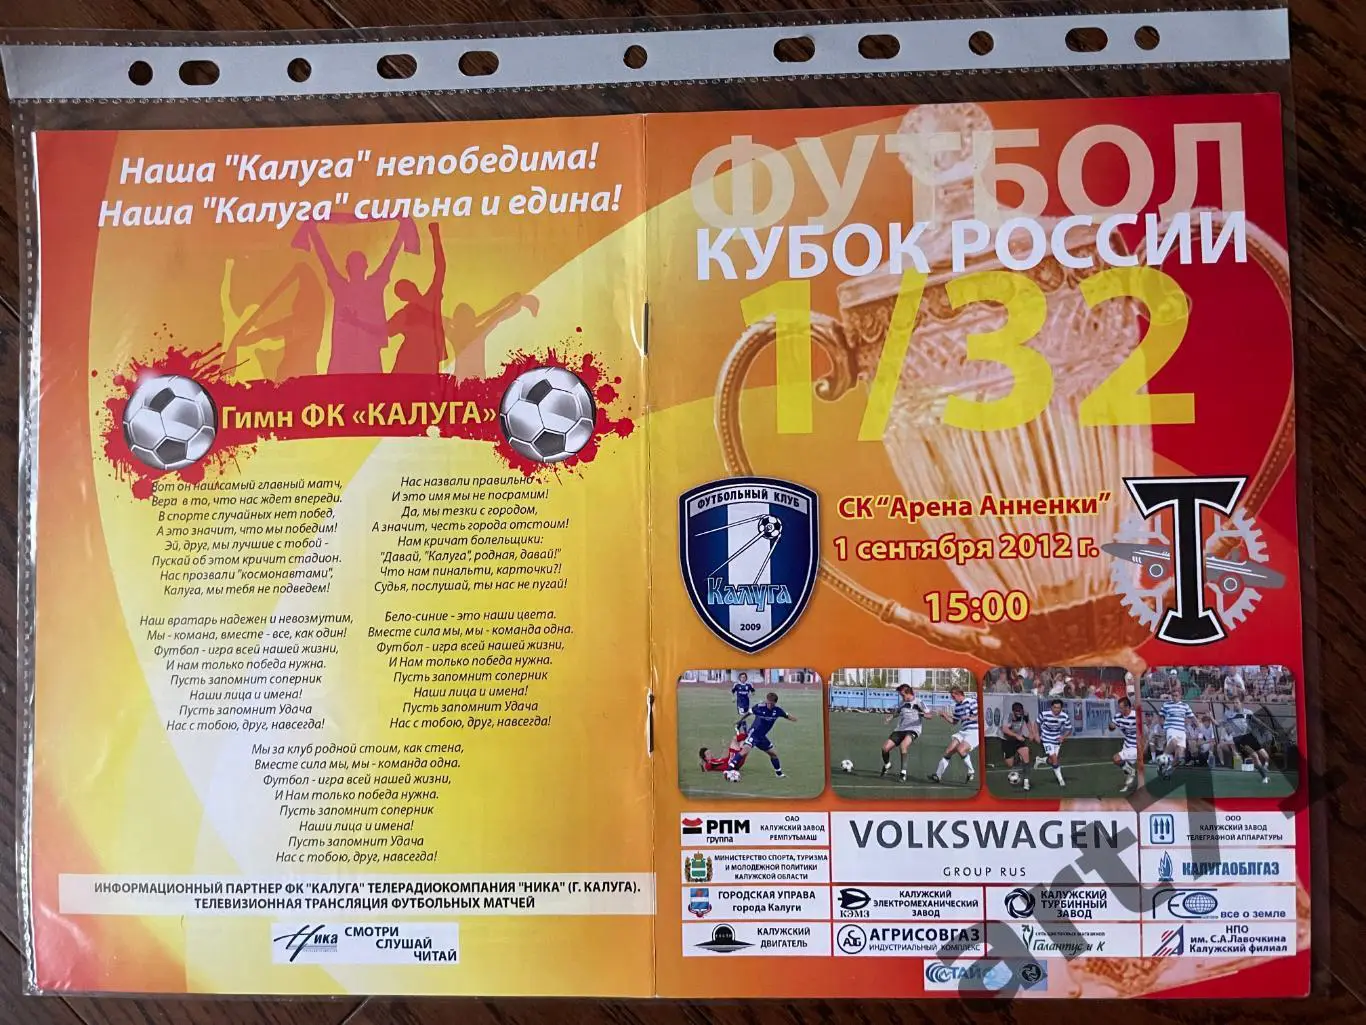 Наша "Калуга" непобедима!
Наша "Калуга" сильна и едина!
Гимн ФК «КАЛУГА»
Вот он наш самый главный матч,
Вера в то, что нас ждет впереди.
В спорте случайных нет побед,
А это значит, что мы победим!
Эй, друг, мы лучшие с тобой -
Пускай об этом кричит стадион.
Нас прозвали "космонавтами",
Калуга, мы тебя не подведем!
Наш вратарь надежен и невозмутим,
Мы - команда, вместе - все, как один!
Футбол - игра всей нашей жизни,
И нам только победа нужна.
Пусть запомнит соперник
Наши лица и имена!
Пусть запомнит Удача
Нас с тобою, друг, навсегда!
Нас назвали правильно
И это имя мы не посрамим!
Да, мы тезки с городом,
А значит, честь города отстоим!
Нам кричат болельщики:
"Давай, "Калуга", родная, давай!"
Что нам пинальти, карточки?!
Судья, послушай, ты нас не пугай!
Бело-синие - это наши цвета.
Вместе сила мы, мы - команда одна.
Футбол - игра всей нашей жизни,
И Нам только победа нужна.
Пусть запомнит соперник
Наши лица и имена!
Пусть запомнит Удача
Нас с тобою, друг, навсегда!
Мы за клуб родной стоим, как стена,
Вместе сила мы, мы - команда одна.
Футбол - игра всей нашей жизни,
И Нам только победа нужна.
Пусть запомнит соперник
Наши лица и имена!
Пусть запомнит Удача
Нас с тобою, друг, навсегда!
ИНФОРМАЦИОННЫЙ ПАРТНЕР ФК "КАЛУГА" ТЕЛЕРАДИОКОМПАНИЯ "НИКА" (Г. КАЛУГА).
ТЕЛЕВИЗИОННАЯ ТРАНСЛЯЦИЯ ФУТБОЛЬНЫХ МАТЧЕЙ
Ника
СМОТРИ
СЛУШАЙ
ЧИТАЙ
ФУТБОЛ
КУБОК РОССИИ
1/32
ФУТБОЛЬНЫЙ КЛУБ
Калуга
2009
СК "Арена Анненки"
1 сентября 2012 г.
15:00
Т
РПМ
группа
ОАО
КАЛУЖСКИЙ ЗАВОД
РЕМПУТЬМАШ
VOLKSWAGEN
GROUP RUS
ООО
КАЛУЖСКИЙ ЗАВОД
ТЕЛЕГРАФНОЙ АППАРАТУРЫ
МИНИСТЕРСТВО СПОРТА, ТУРИЗМА
И МОЛОДЕЖНОЙ ПОЛИТИКИ
КАЛУЖСКОЙ ОБЛАСТИ
КАЛУГАОБЛГАЗ
ГОРОДСКАЯ УПРАВА
города Калуги
КЭМЗ
КАЛУЖСКИЙ
ЭЛЕКТРОМЕХАНИЧЕСКИЙ
ЗАВОД
КАЛУЖСКИЙ
ТУРБИННЫЙ
ЗАВОД
ГЕО
все о земле
КАЛУЖСКИЙ
ДВИГАТЕЛЬ
АГРИСОВГАЗ
ИНДУСТРИАЛЬНЫЙ КОМПЛЕКС
Галантус и К
НПО
им. С.А.Лавочкина
Калужский филиал
ТАЙФУН